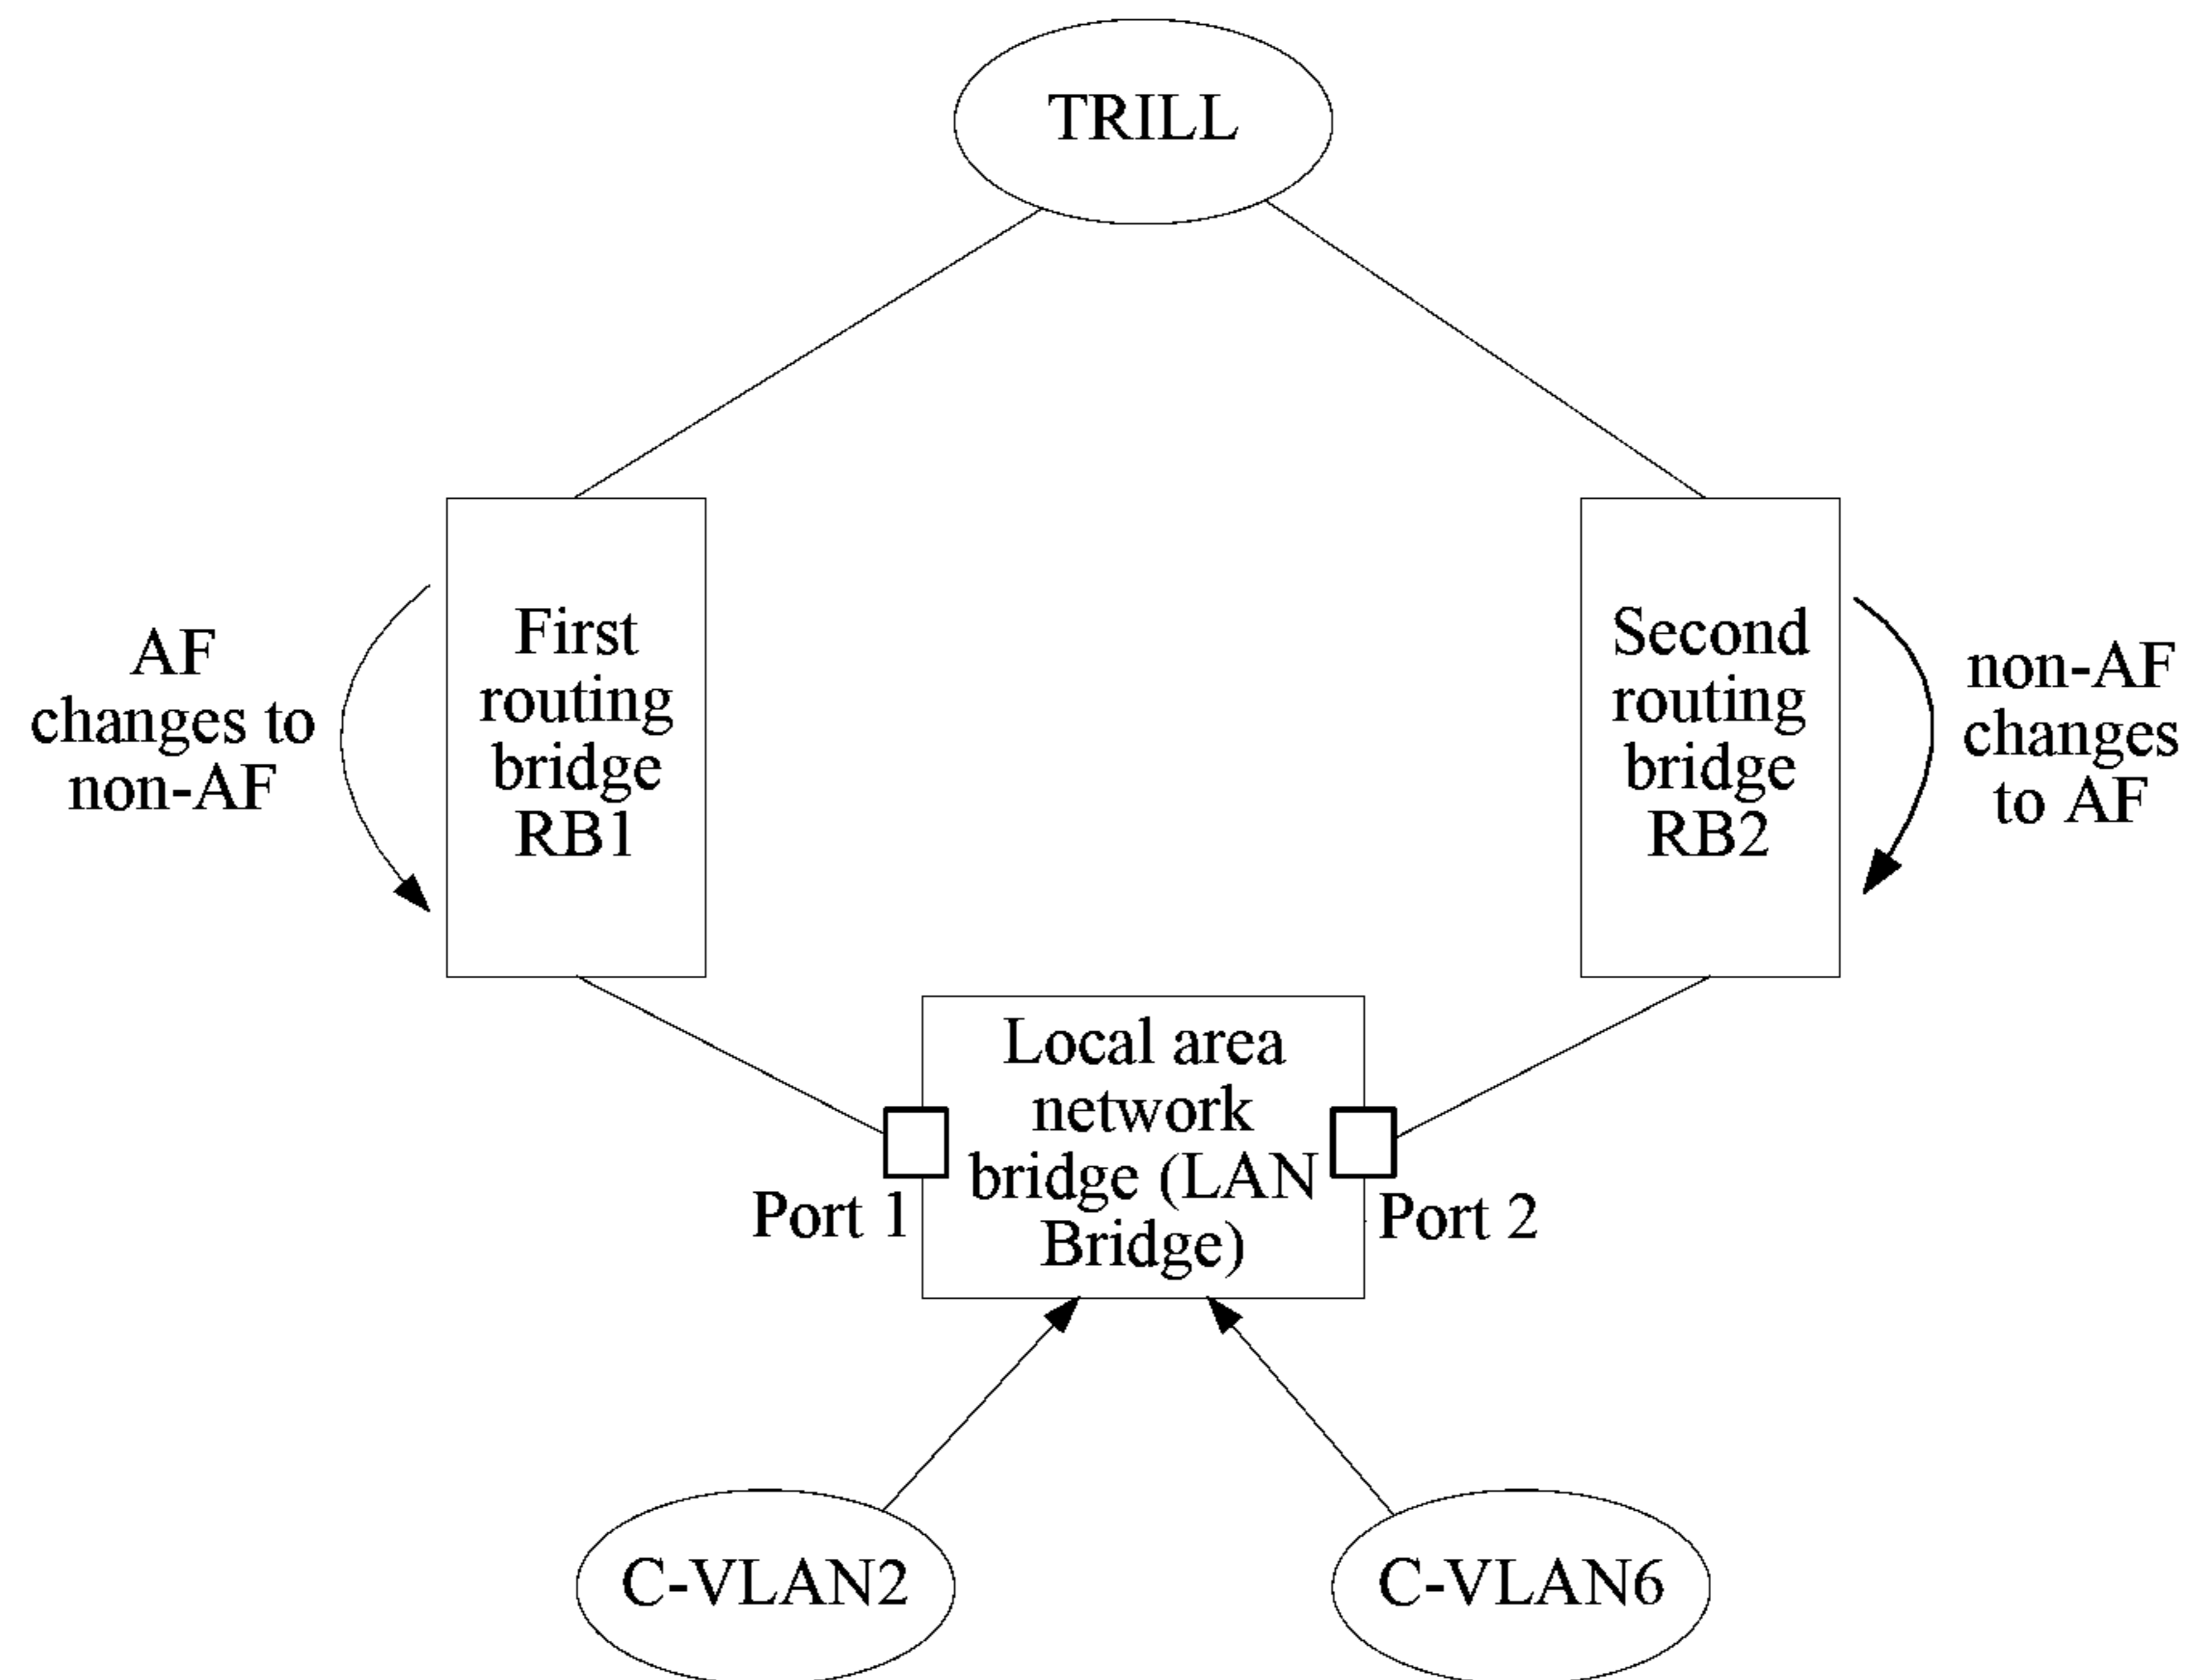 TRILL
AF
changes to
non-AF
First
routing
bridge
RB1
Second
routing
bridge
RB2
non-AF
changes
to AF
Local area
network
bridge (LAN
Bridge)
Port 1
Port 2
C-VLAN2
C-VLAN6